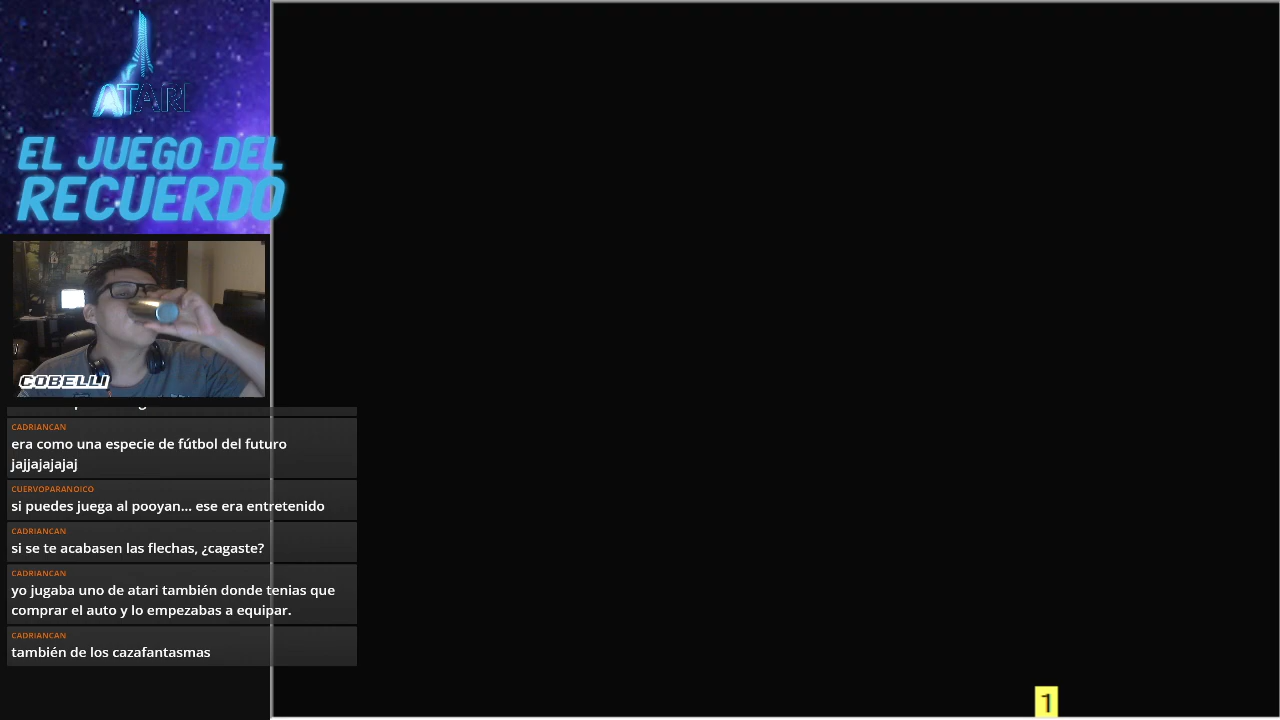 ATARI
EL JUEGO DEL
RECUERDO
COBELLI
CADRIANCAN
era como una especie de fútbol del futuro
jajjajajajaj
CUERVOPARANOICO
si puedes juega al pooyan... ese era entretenido
CADRIANCAN
si se te acabasen las flechas, ¿cagaste?
CADRIANCAN
yo jugaba uno de atari también donde tenias que
comprar el auto y lo empezabas a equipar.
CADRIANCAN
también de los cazafantasmas
1